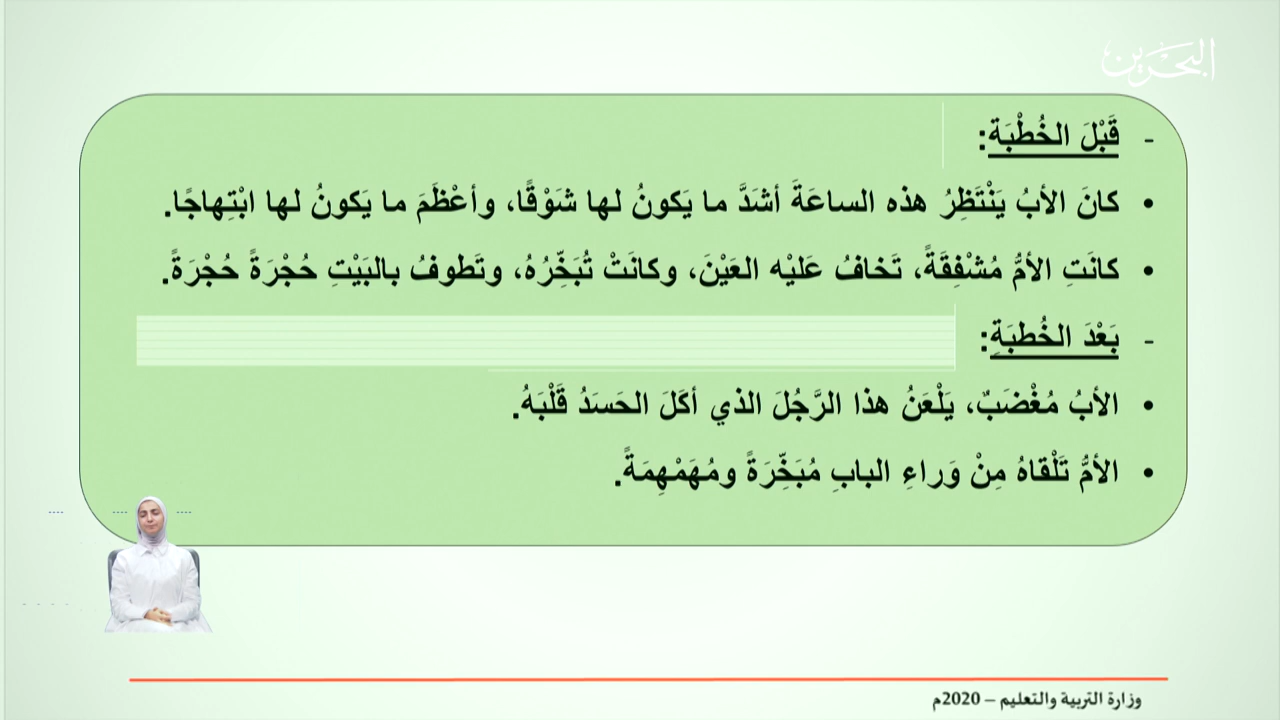 البحرين
- قَبْلَ الخُطْبَةِ:
• كانَ الأبُ يَنْتَظِرُ هذه الساعَةَ أشَدَّ ما يَكونُ لها شَوْقًا، وأعْظَمَ ما يَكونُ لها ابْتِهاجًا.
• كانَتِ الأمُّ مُشْفِقَةً، تَخافُ عَليْه العَيْنَ، وكانَتْ تُبَخِّرُهُ، وتَطوفُ بالبَيْتِ حُجْرَةً حُجْرَةً.
- بَعْدَ الخُطبَةِ:
• الأبُ مُغْضَبٌ، يَلْعَنُ هذا الرَّجُلَ الذي أكَلَ الحَسَدُ قَلْبَهُ.
• الأمُّ تَلْقاهُ مِنْ وَراءِ البابِ مُبَخِّرَةً ومُهَمْهِمَةً.
وزارة التربية والتعليم – 2020م